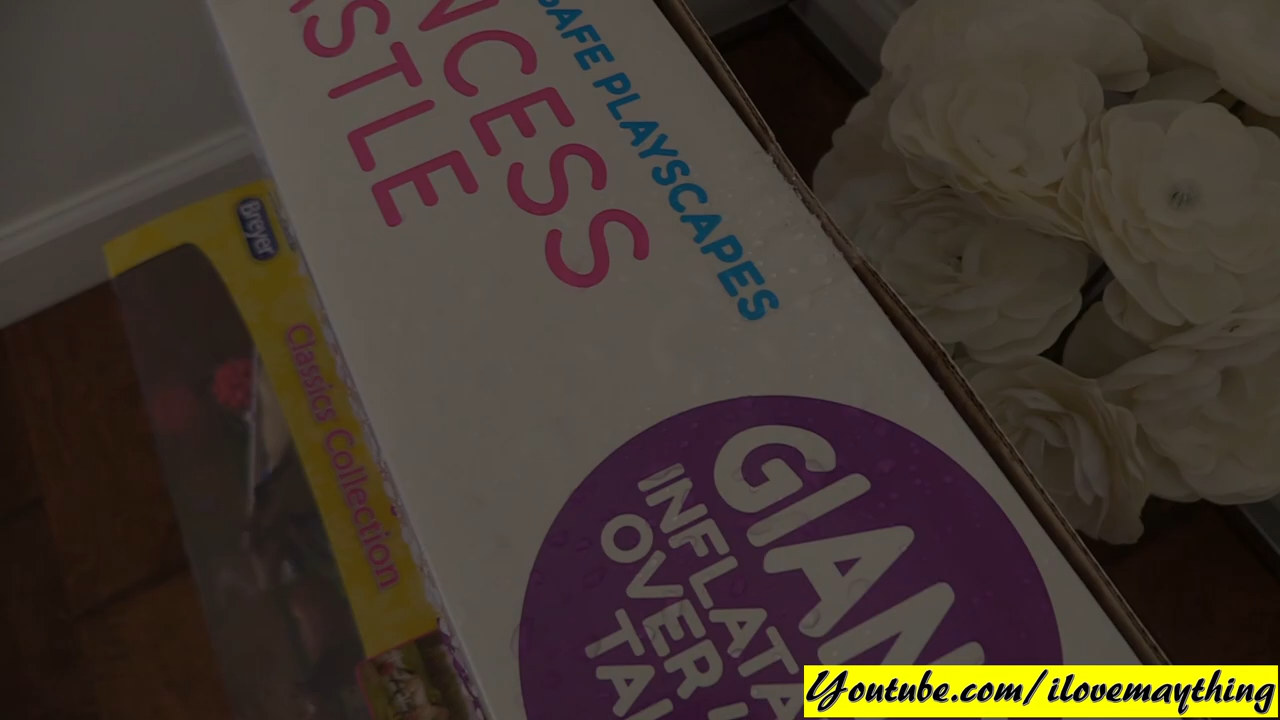 SAFE PLAYSCAPES
NCESS
STLE
Breyer
Classics Collection
GIAN
INFLATA
OVER
TA
Youtube.com/ilovemaything